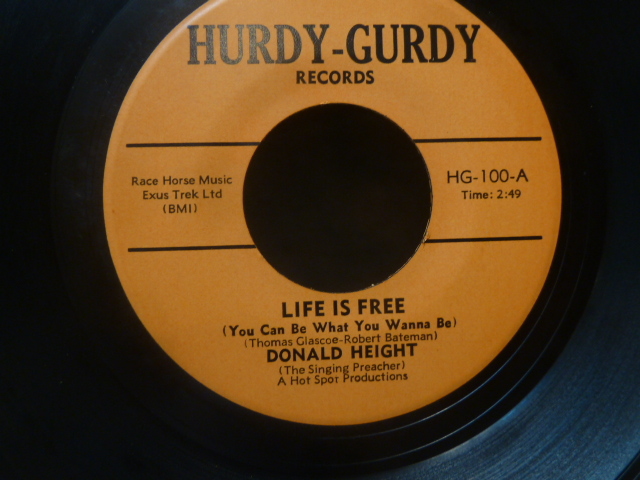 HURDY-GURDY
RECORDS
Race Horse Music
Exus Trek Ltd
(BMI)
HG-100-A
Time: 2:49
LIFE IS FREE
(You Can Be What You Wanna Be)
(Thomas Glascoe-Robert Bateman)
DONALD HEIGHT
(The Singing Preacher)
A Hot Spot Productions